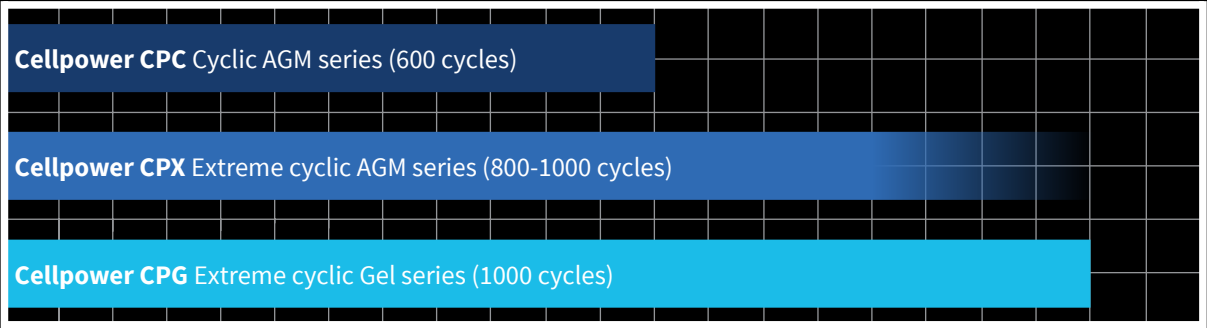 Cellpower CPC Cyclic AGM series (600 cycles)
Cellpower CPX Extreme cyclic AGM series (800-1000 cycles)
Cellpower CPG Extreme cyclic Gel series (1000 cycles)